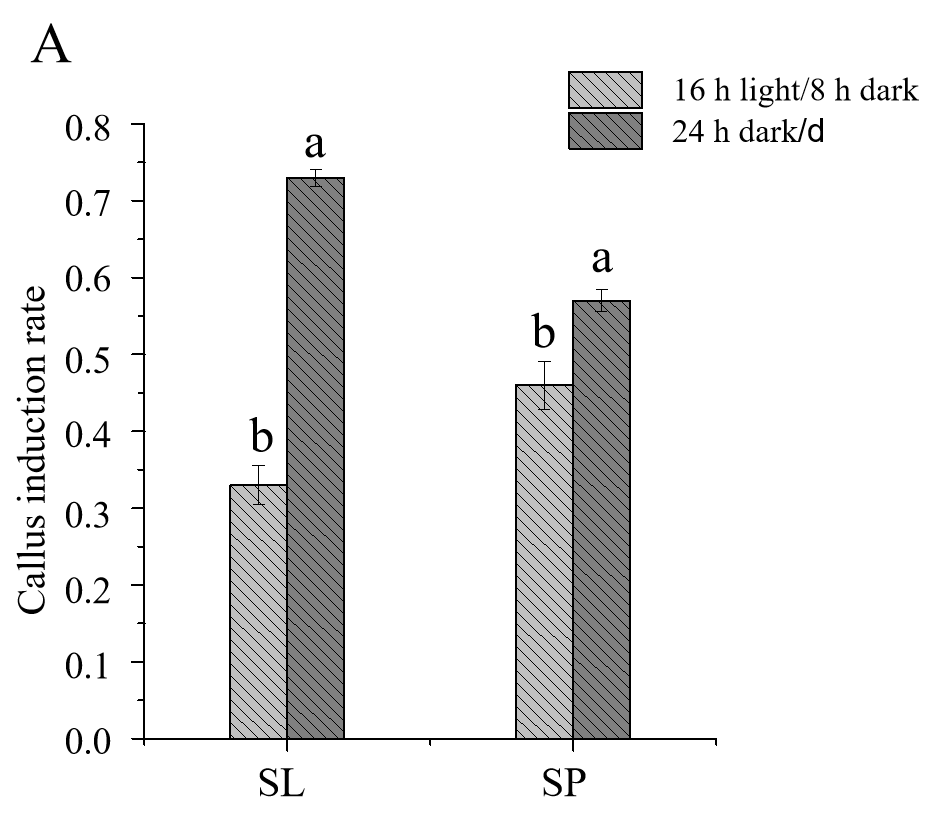 A
16 h light/8 h dark
24 h dark/d
0.8
0.7
0.6
0.5
0.4
0.3
0.2
0.1
0.0
Callus induction rate
b
a
b
a
SL
SP